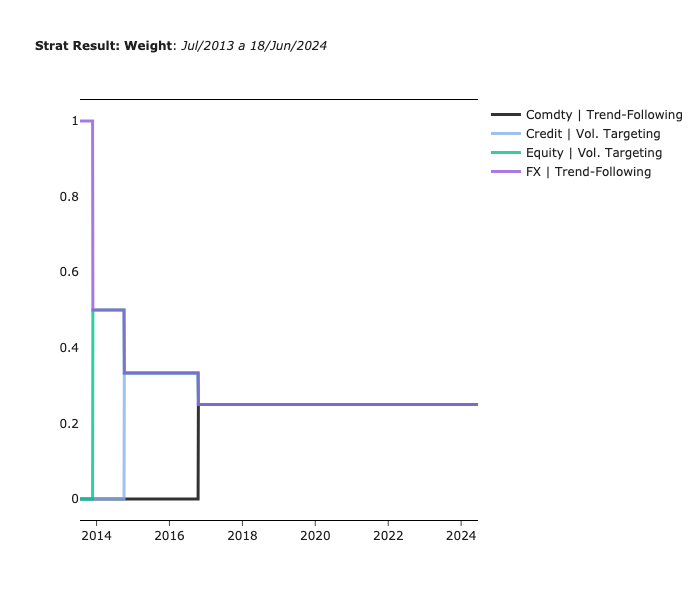 Strat Result: Weight: Jul/2013 a 18/Jun/2024
Comdty | Trend-Following
Credit | Vol. Targeting
Equity | Vol. Targeting
FX | Trend-Following
1
0.8
0.6
0.4
0.2
0
2014 2016 2018 2020 2022 2024